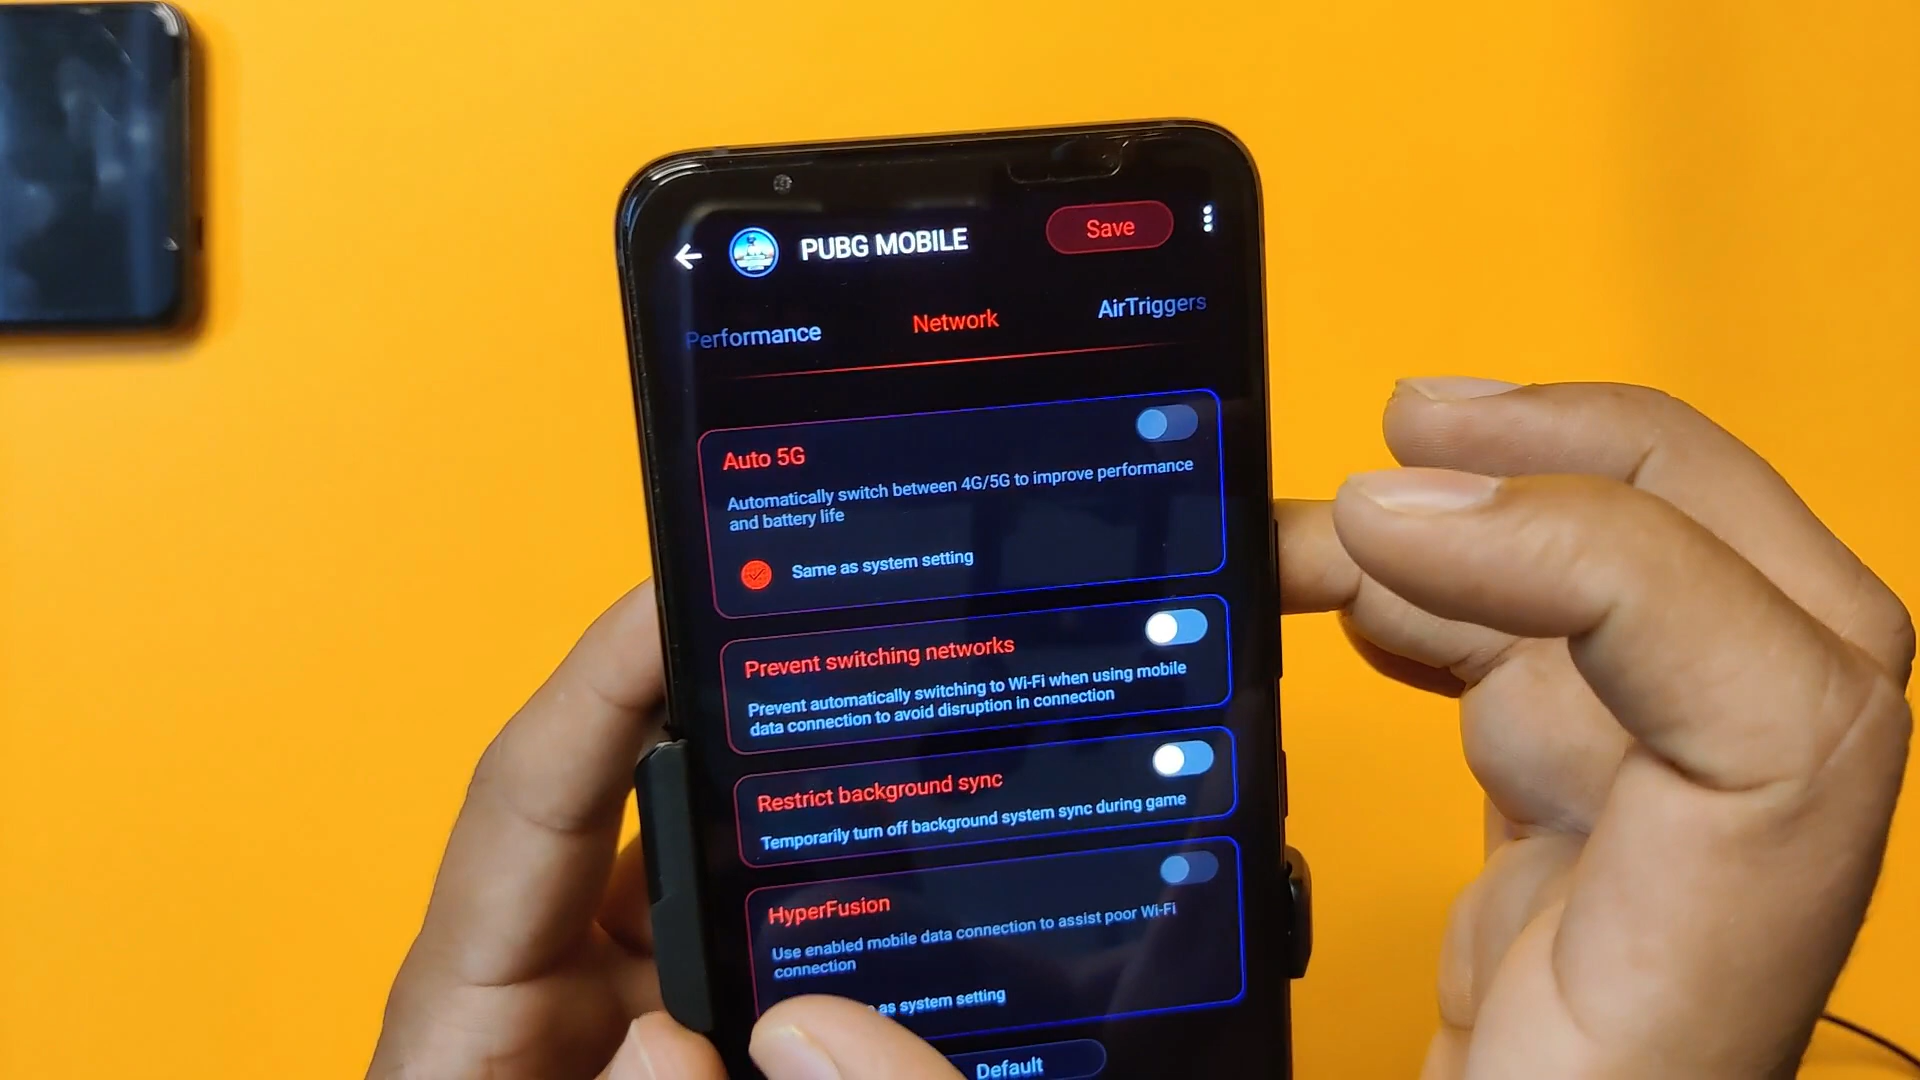 PUBG MOBILE
Save
Performance
Network
AirTriggers
Auto 5G
Automatically switch between 4G/5G to improve performance
and battery life
Same as system setting
Prevent switching networks
Prevent automatically switching to Wi-Fi when using mobile
data connection to avoid disruption in connection
Restrict background sync
Temporarily turn off background system sync during game
HyperFusion
Use enabled mobile data connection to assist poor Wi-Fi
connection
as system setting
Default